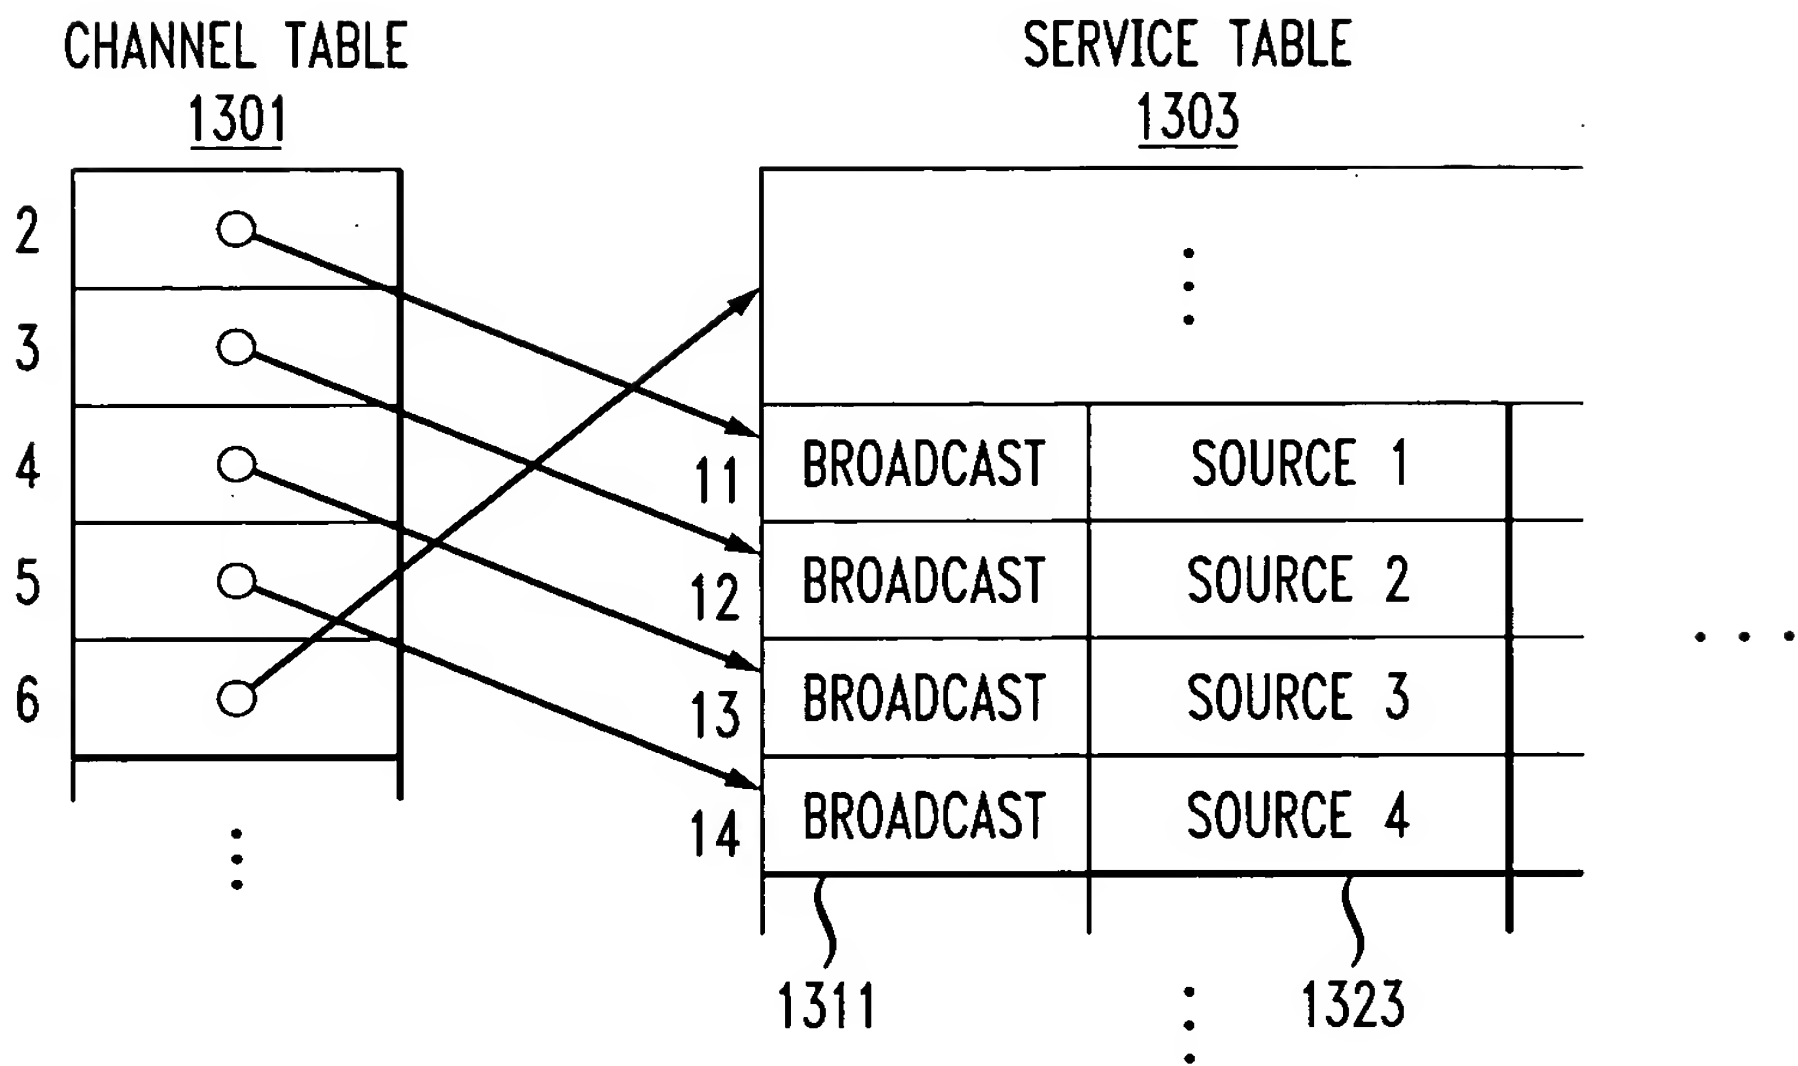 CHANNEL TABLE
1301
2
3
4
5
6
SERVICE TABLE
1303
11 BROADCAST SOURCE 1
12 BROADCAST SOURCE 2
13 BROADCAST SOURCE 3
14 BROADCAST SOURCE 4
1311
1323